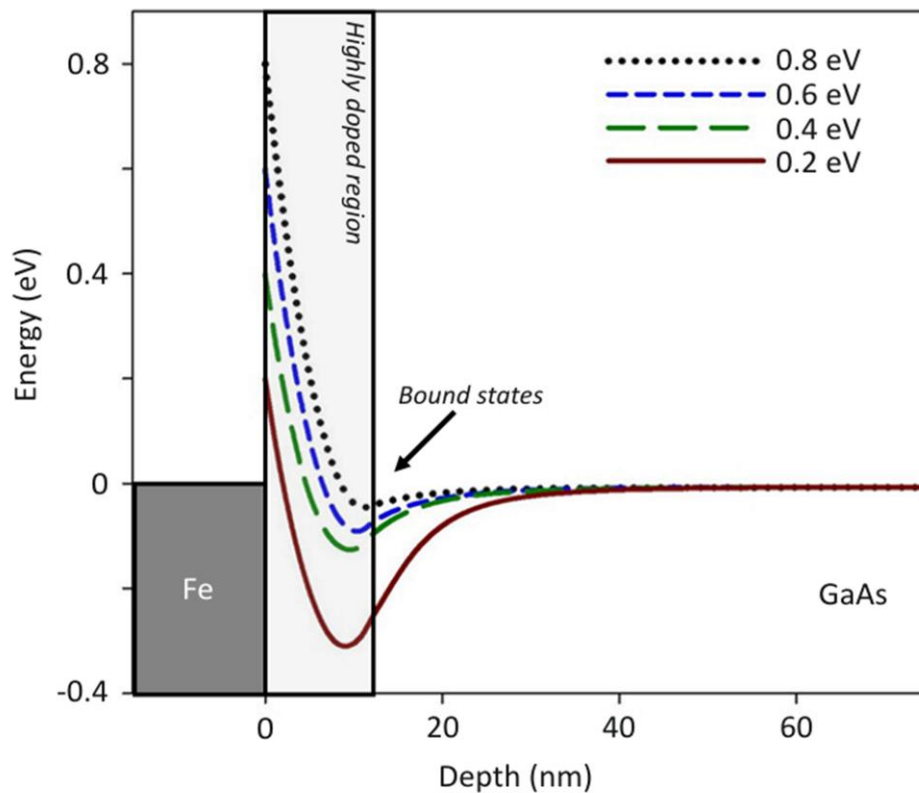 Highly doped region
0.8 eV
0.6 eV
0.4 eV
0.2 eV
0.8
0.4
0
-0.4
Energy (eV)
Bound states
Fe
GaAs
0
20
40
60
Depth (nm)